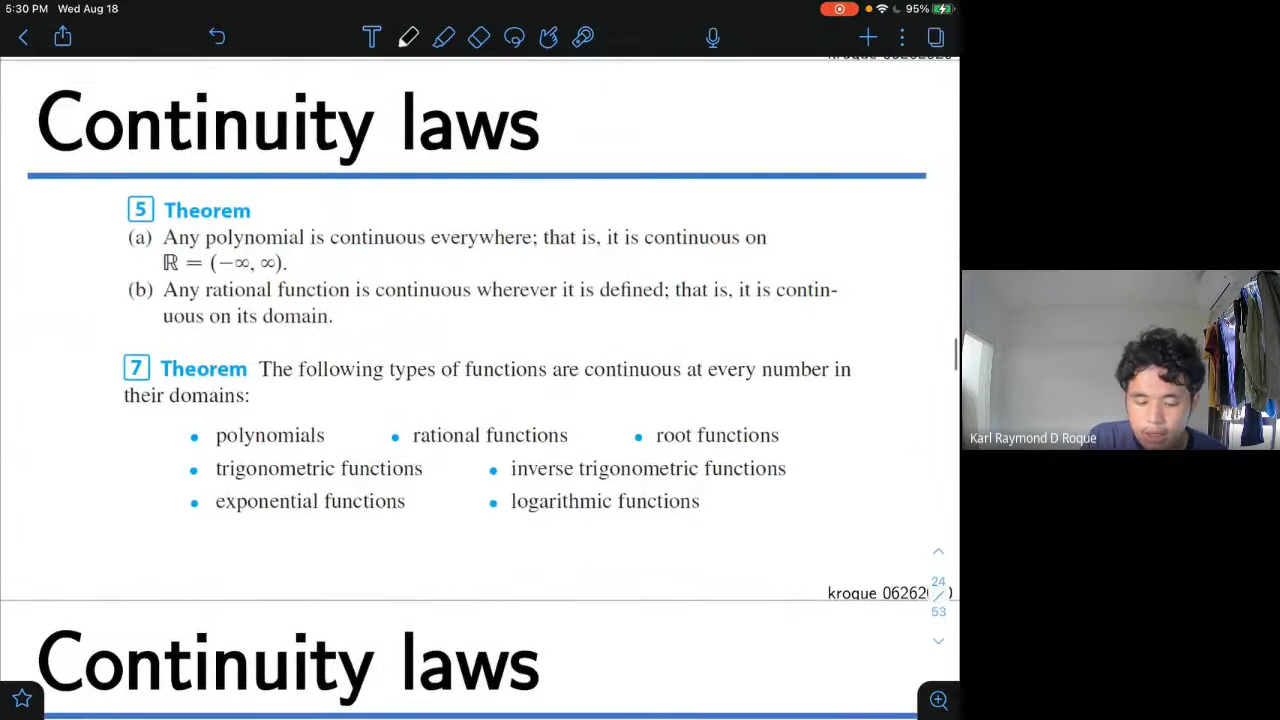 5:30 PM Wed Aug 18
95%
Continuity laws
5 Theorem
(a) Any polynomial is continuous everywhere; that is, it is continuous on
ℝ = (−∞, ∞).
(b) Any rational function is continuous wherever it is defined; that is, it is contin-
uous on its domain.
7 Theorem The following types of functions are continuous at every number in
their domains:
• polynomials • rational functions • root functions
• trigonometric functions • inverse trigonometric functions
• exponential functions • logarithmic functions
kroque
24
/
53
Continuity laws
Karl Raymond D Roque